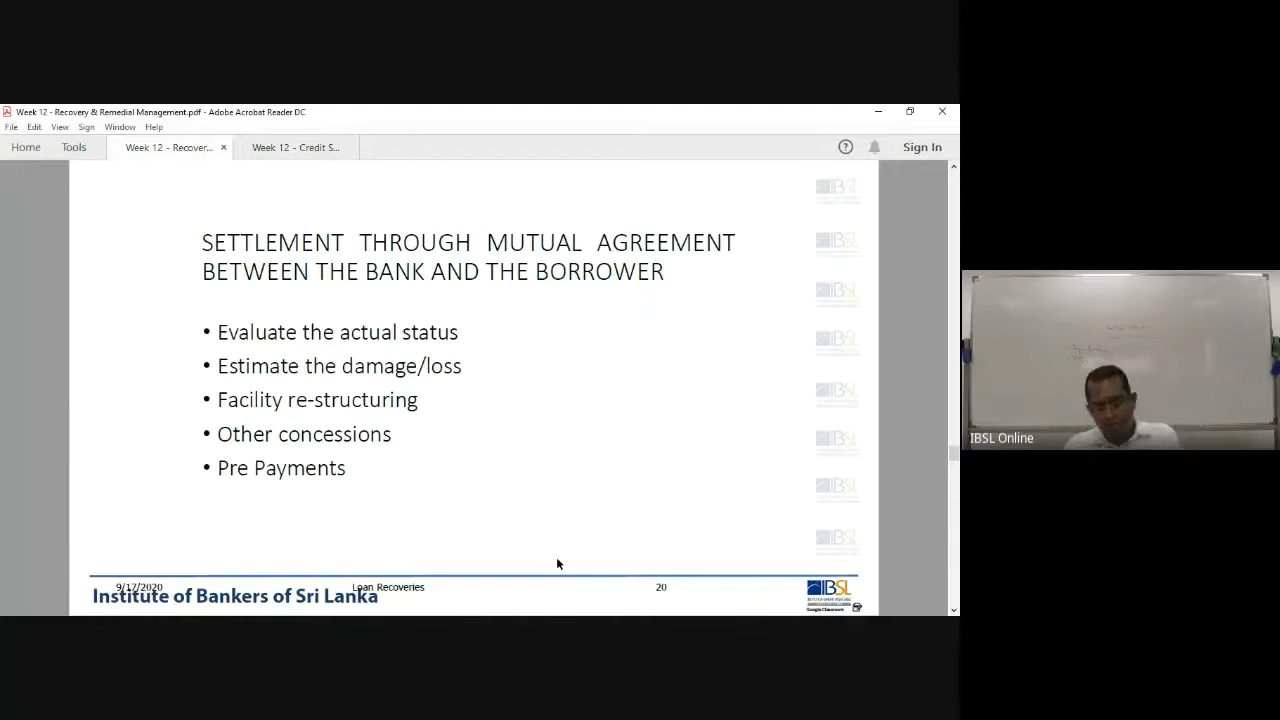 Week 12 - Recovery & Remedial Management.pdf - Adobe Acrobat Reader DC
File Edit View Sign Window Help
Home Tools Week 12 - Recover... × Week 12 - Credit S... Sign In
SETTLEMENT THROUGH MUTUAL AGREEMENT
BETWEEN THE BANK AND THE BORROWER
• Evaluate the actual status
• Estimate the damage/loss
• Facility re-structuring
• Other concessions
• Pre Payments
9/17/2020 Loan Recoveries 20
Institute of Bankers of Sri Lanka
IBSL
Google Classroom
IBSL Online